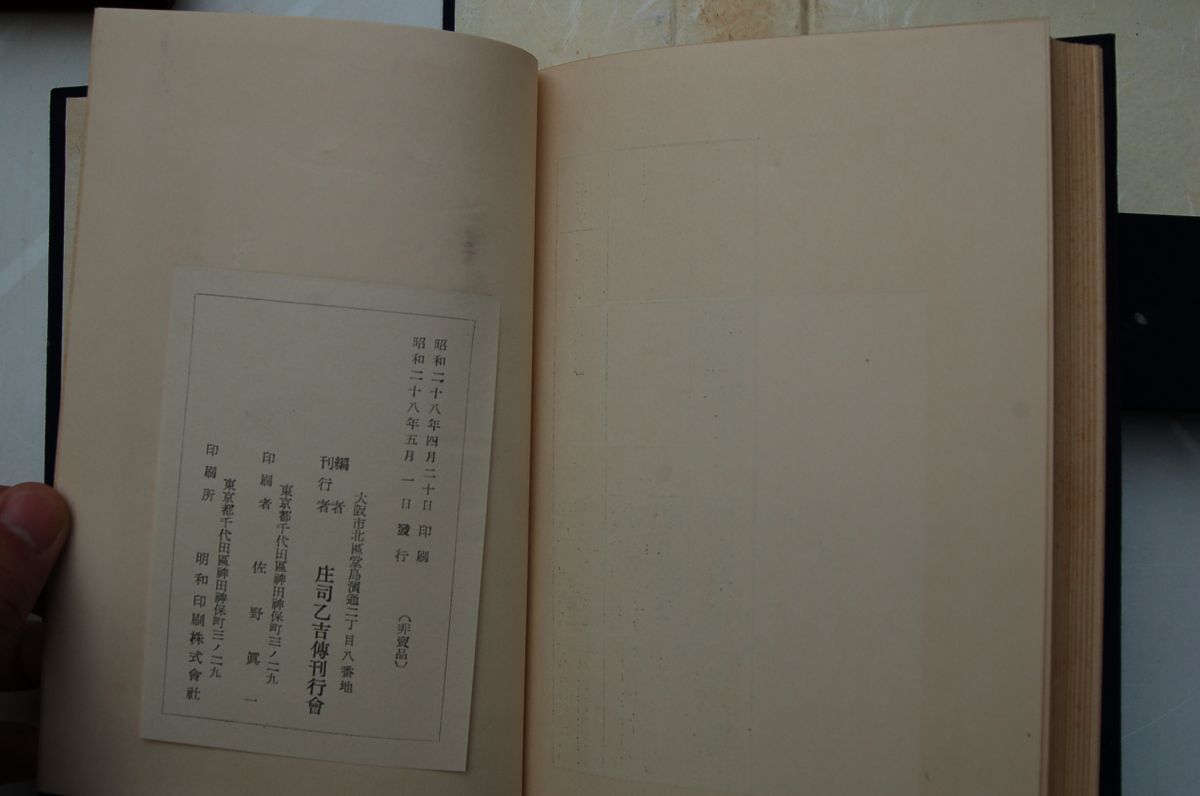 昭和二十八年四月二十日印刷
昭和二十八年五月一日發行
(非賣品)
大阪市北區堂島濱通二丁目八番地
編者
刊行者
庄司乙吉傳刊行會
東京都千代田區神田神保町三ノ二九
印刷者 佐野眞一
東京都千代田區神田神保町三ノ二九
印刷所 明和印刷株式會社